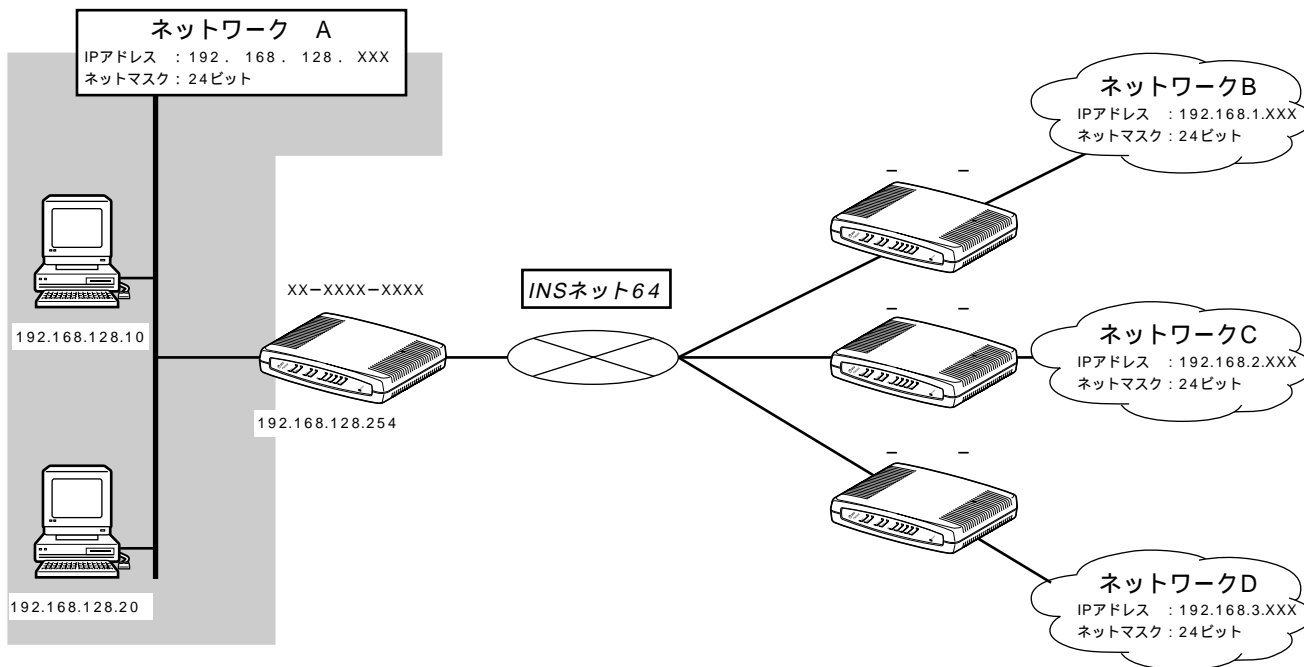 ネットワーク A
IPアドレス ：192．168．128．XXX
ネットマスク：24ビット
ネットワークB
IPアドレス ：192.168.1.XXX
ネットマスク：24ビット
− −
192.168.128.10
XX−XXXX−XXXX
INSネット64
192.168.128.254
− −
ネットワークC
IPアドレス ：192.168.2.XXX
ネットマスク：24ビット
− −
192.168.128.20
ネットワークD
IPアドレス ：192.168.3.XXX
ネットマスク：24ビット